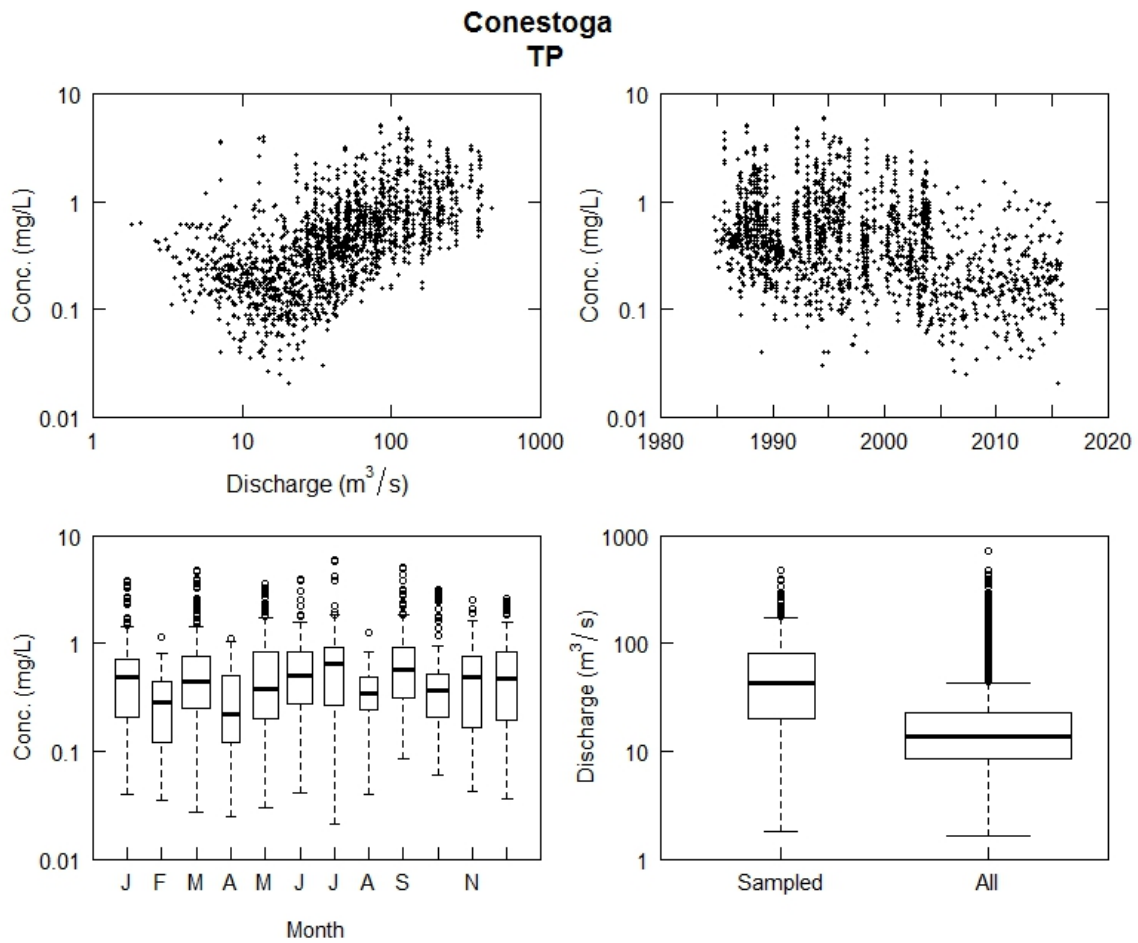 Conestoga
TP
10
1
0.1
0.01
Conc. (mg/L)
1 10 100 1000
Discharge (m³/s)
10
1
0.1
0.01
Conc. (mg/L)
1980 1990 2000 2010 2020
10
1
0.1
0.01
Conc. (mg/L)
J F M A M J J A S N
Month
1000
100
10
1
Discharge (m³/s)
Sampled All